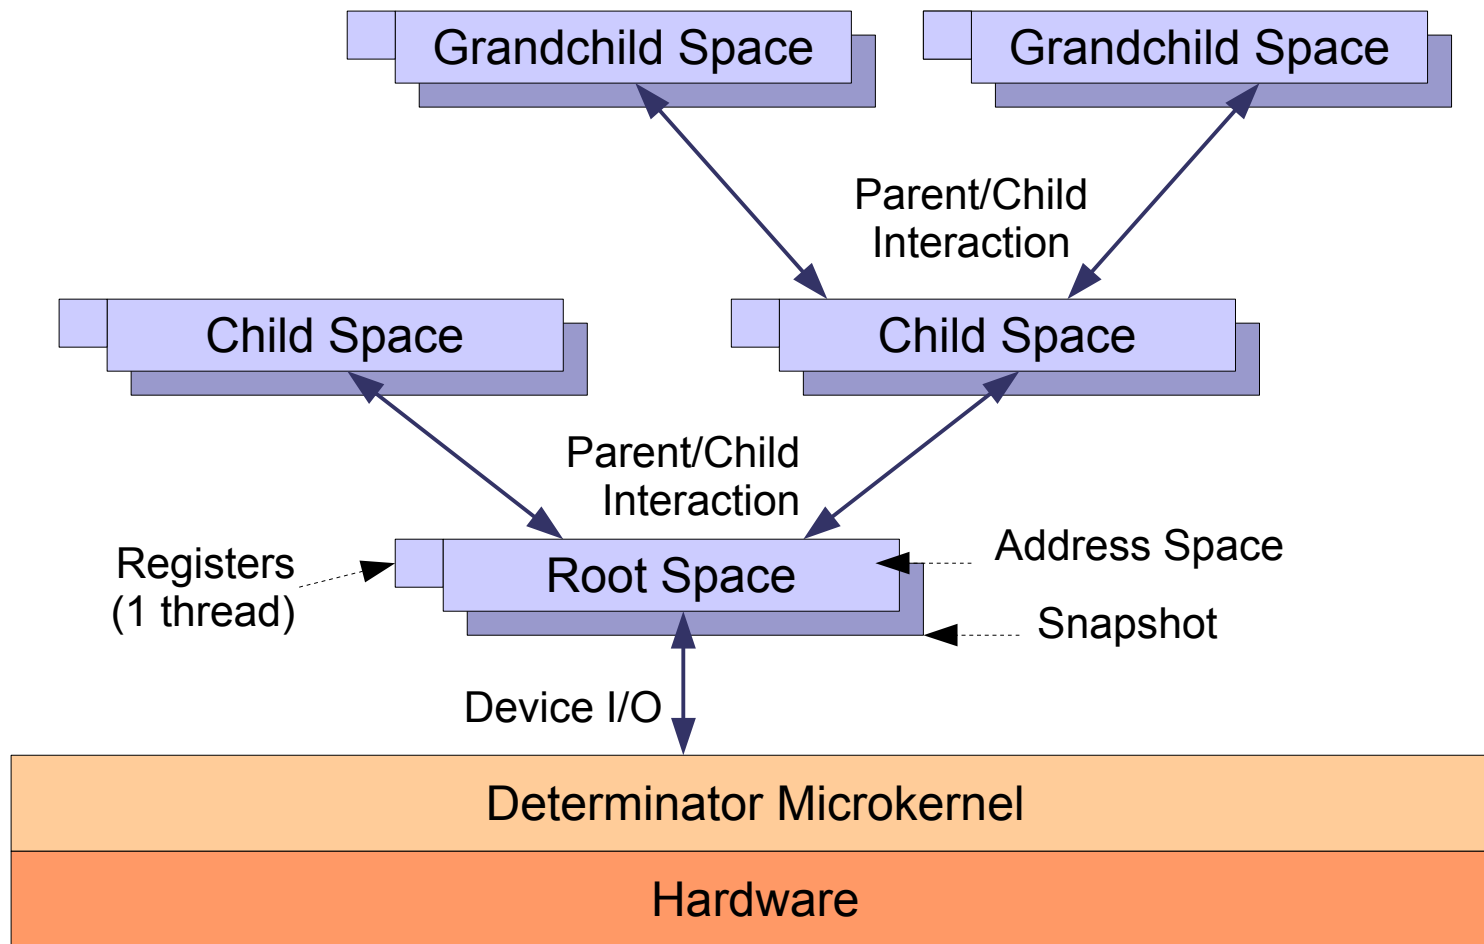 Grandchild Space
Grandchild Space
Parent/Child
Interaction
Child Space
Child Space
Parent/Child
Interaction
Registers
(1 thread)
Root Space
Address Space
Snapshot
Device I/O
Determinator Microkernel
Hardware